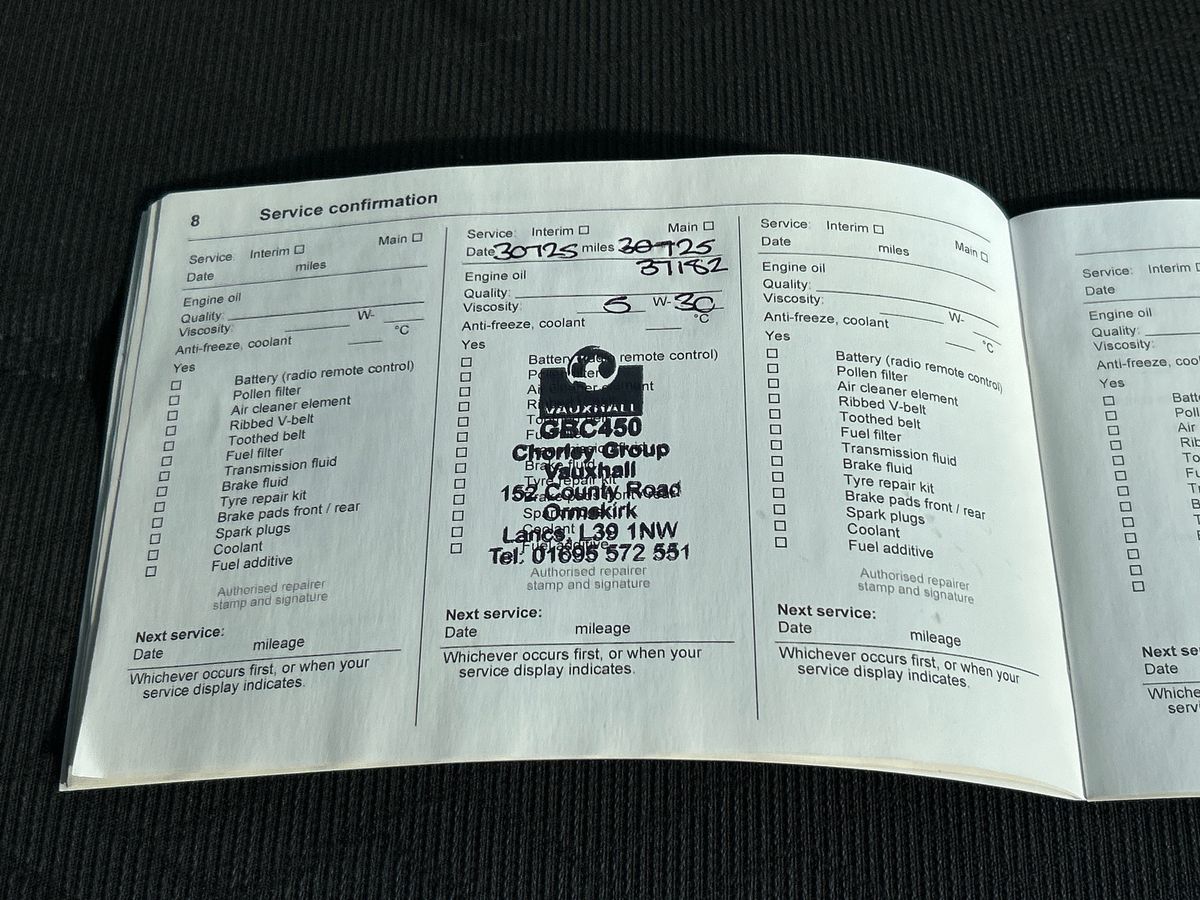 8 Service confirmation
Service: Interim ☐ Main ☐
Date miles
Engine oil
Quality:
Viscosity: W-
Anti-freeze, coolant °C
Yes
☐ Battery (radio remote control)
☐ Pollen filter
☐ Air cleaner element
☐ Ribbed V-belt
☐ Toothed belt
☐ Fuel filter
☐ Transmission fluid
☐ Brake fluid
☐ Tyre repair kit
☐ Brake pads front / rear
☐ Spark plugs
☐ Coolant
☐ Fuel additive
Authorised repairer
stamp and signature
Next service:
Date mileage
Whichever occurs first, or when your
service display indicates.
Service: Interim ☐ Main ☐
Date 30725 miles 30725
37182
Engine oil
Quality:
Viscosity: 5 W- 30
Anti-freeze, coolant °C
Yes
Battery (radio remote control)
VAUXHALL
GBC450
Chorley Group
Vauxhall
152 County Road
Ormskirk
Lancs, L39 1NW
Tel: 01695 572 551
Authorised repairer
stamp and signature
Next service:
Date mileage
Whichever occurs first, or when your
service display indicates.
Service: Interim ☐ Main ☐
Date miles
Engine oil
Quality:
Viscosity: W-
Anti-freeze, coolant °C
Yes
☐ Battery (radio remote control)
☐ Pollen filter
☐ Air cleaner element
☐ Ribbed V-belt
☐ Toothed belt
☐ Fuel filter
☐ Transmission fluid
☐ Brake fluid
☐ Tyre repair kit
☐ Brake pads front / rear
☐ Spark plugs
☐ Coolant
☐ Fuel additive
Authorised repairer
stamp and signature
Next service:
Date mileage
Whichever occurs first, or when your
service display indicates.
Service: Interim
Date
Engine oil
Quality:
Viscosity:
Anti-freeze,
Yes
Air
Next
Date